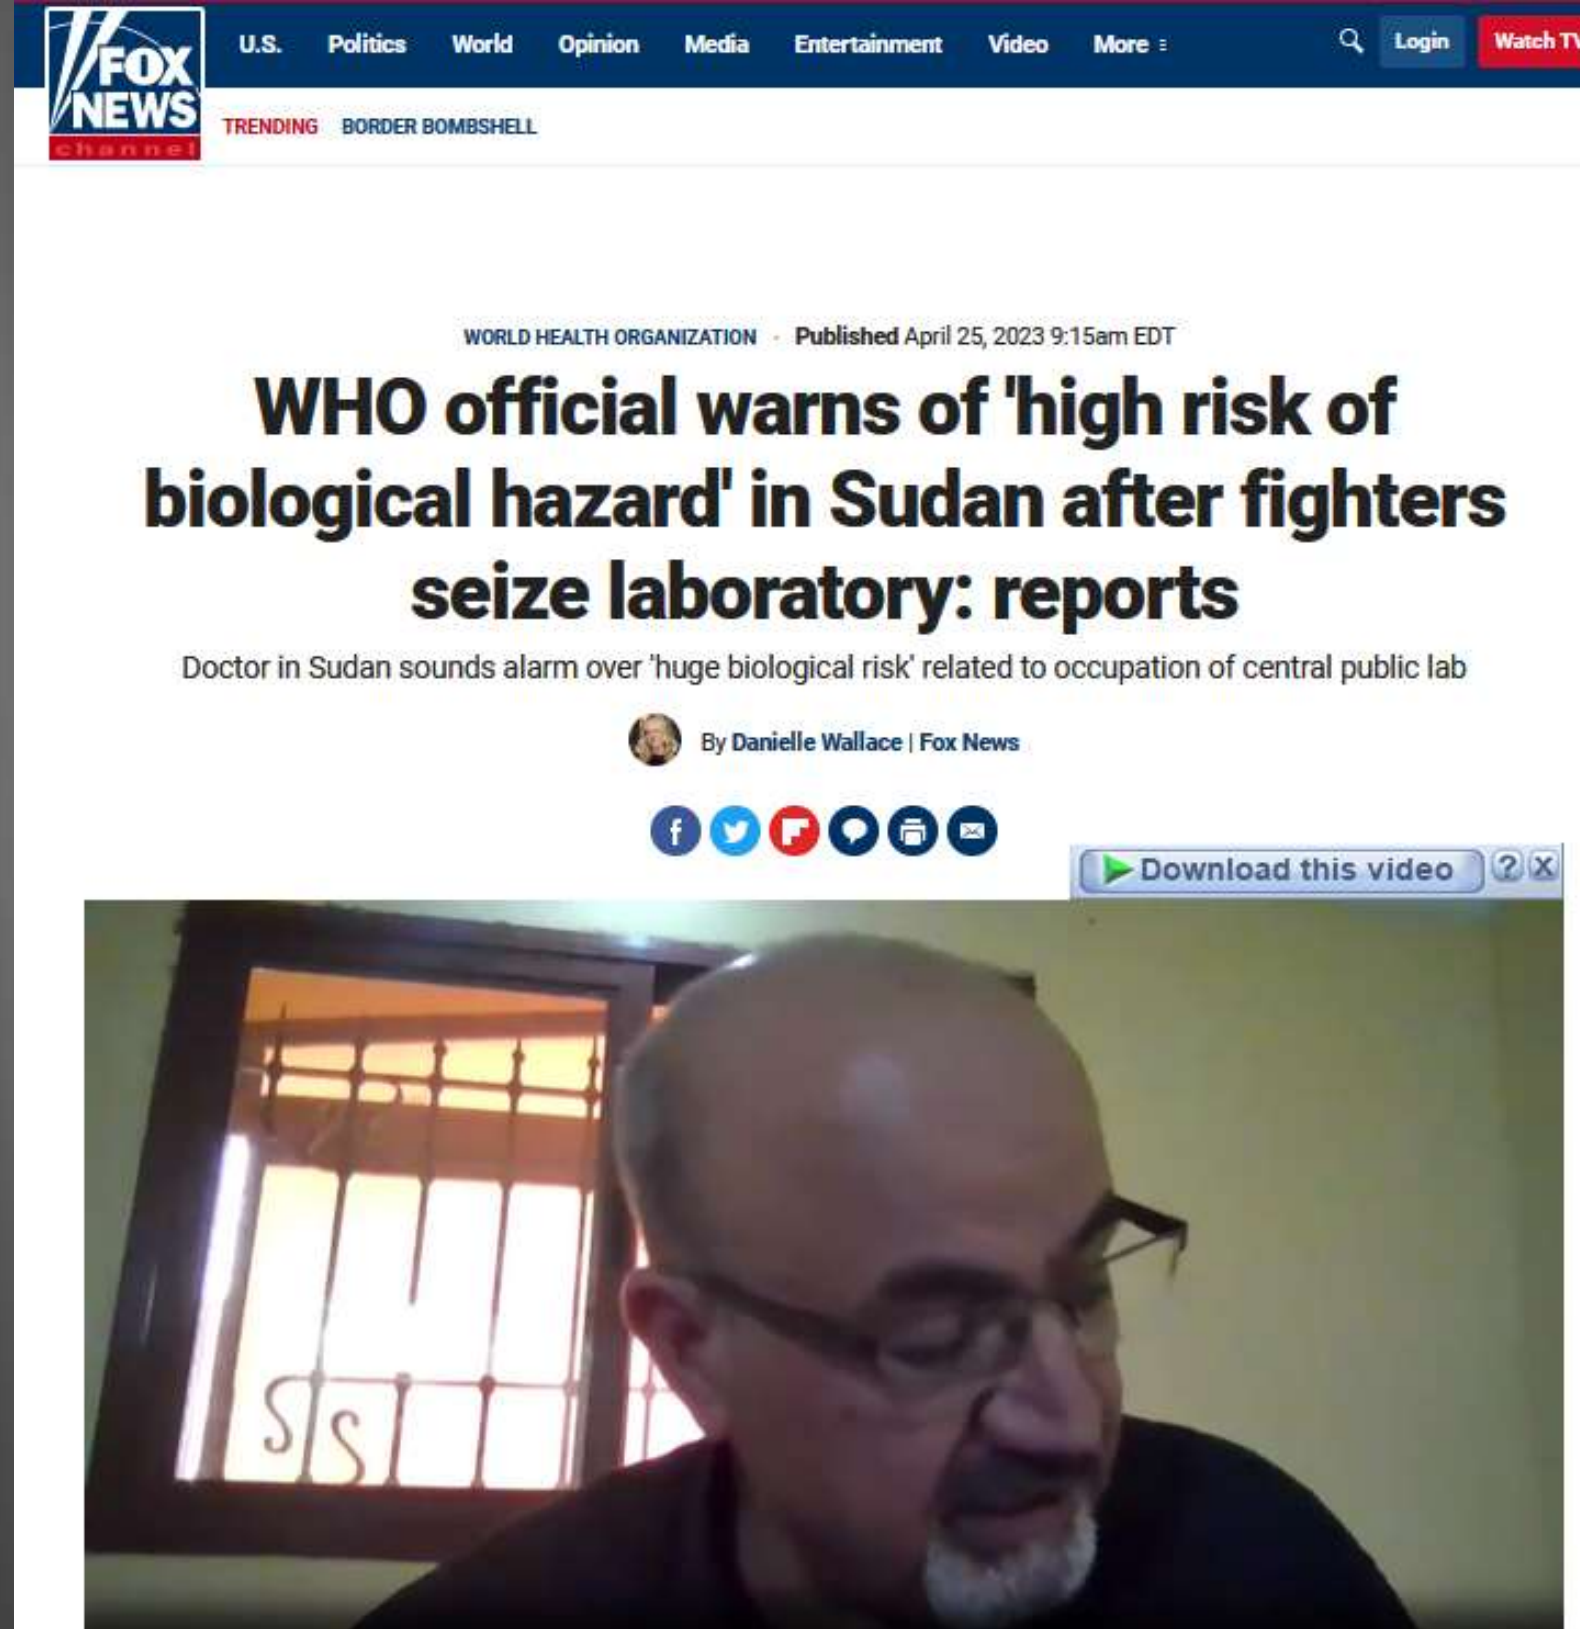 FOX
NEWS
channel
U.S. Politics World Opinion Media Entertainment Video More Login Watch TV
TRENDING BORDER BOMBSHELL
WORLD HEALTH ORGANIZATION · Published April 25, 2023 9:15am EDT
WHO official warns of 'high risk of
biological hazard' in Sudan after fighters
seize laboratory: reports
Doctor in Sudan sounds alarm over 'huge biological risk' related to occupation of central public lab
By Danielle Wallace | Fox News
Download this video ? X